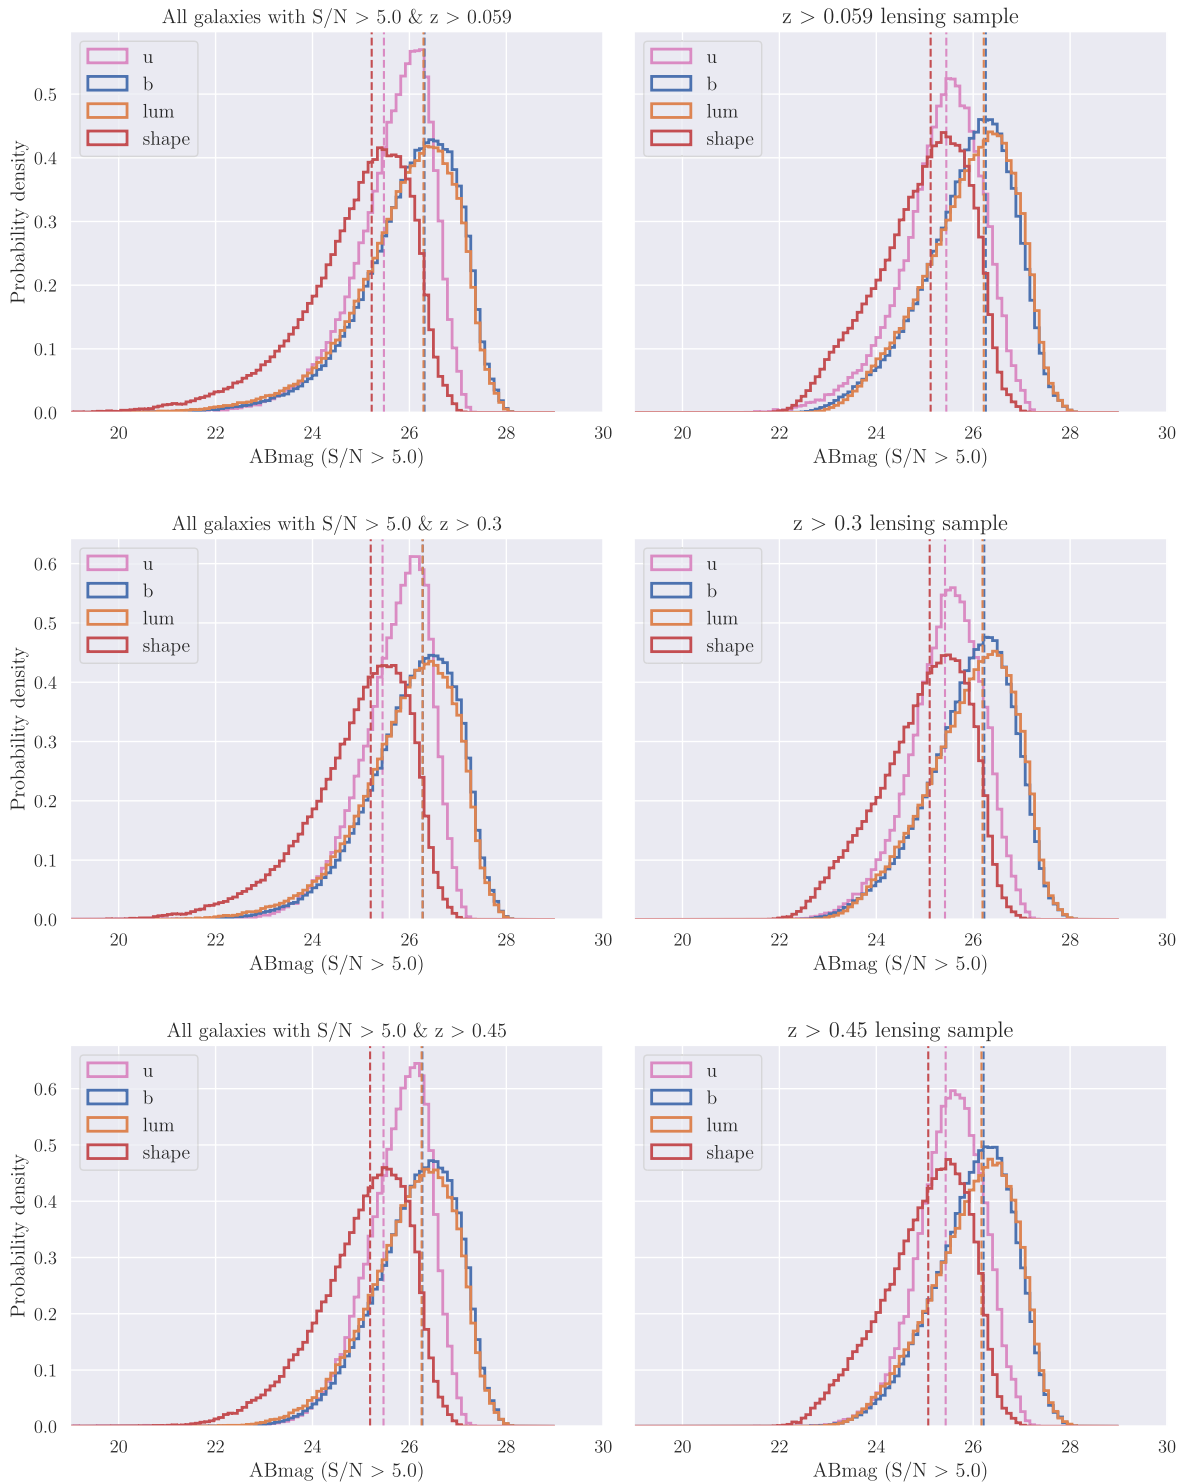 All galaxies with S/N > 5.0 & z > 0.059
u
b
lum
shape
Probability density
0.0
0.1
0.2
0.3
0.4
0.5
20 22 24 26 28 30
ABmag (S/N > 5.0)
z > 0.059 lensing sample
u
b
lum
shape
20 22 24 26 28 30
ABmag (S/N > 5.0)
All galaxies with S/N > 5.0 & z > 0.3
u
b
lum
shape
Probability density
0.0
0.1
0.2
0.3
0.4
0.5
0.6
20 22 24 26 28 30
ABmag (S/N > 5.0)
z > 0.3 lensing sample
u
b
lum
shape
20 22 24 26 28 30
ABmag (S/N > 5.0)
All galaxies with S/N > 5.0 & z > 0.45
u
b
lum
shape
Probability density
0.0
0.1
0.2
0.3
0.4
0.5
0.6
20 22 24 26 28 30
ABmag (S/N > 5.0)
z > 0.45 lensing sample
u
b
lum
shape
20 22 24 26 28 30
ABmag (S/N > 5.0)